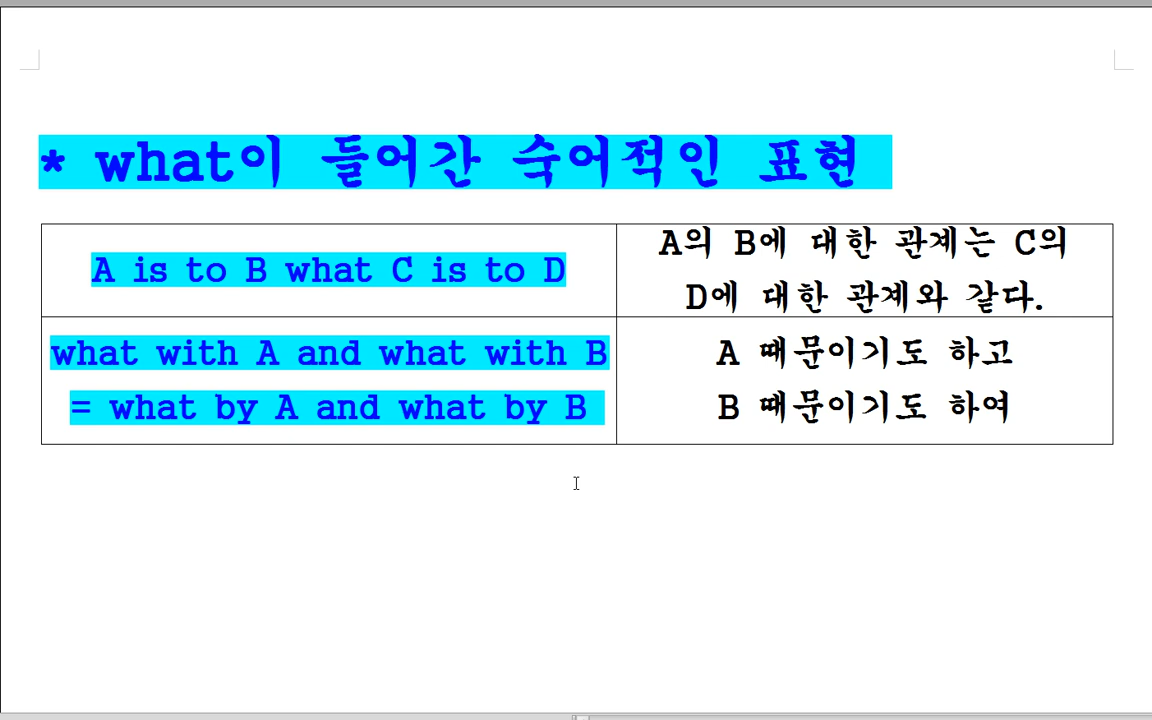 * what이 들어간 숙어적인 표현
A is to B what C is to D
A의 B에 대한 관계는 C의
D에 대한 관계와 같다.
what with A and what with B
= what by A and what by B
A 때문이기도 하고
B 때문이기도 하여